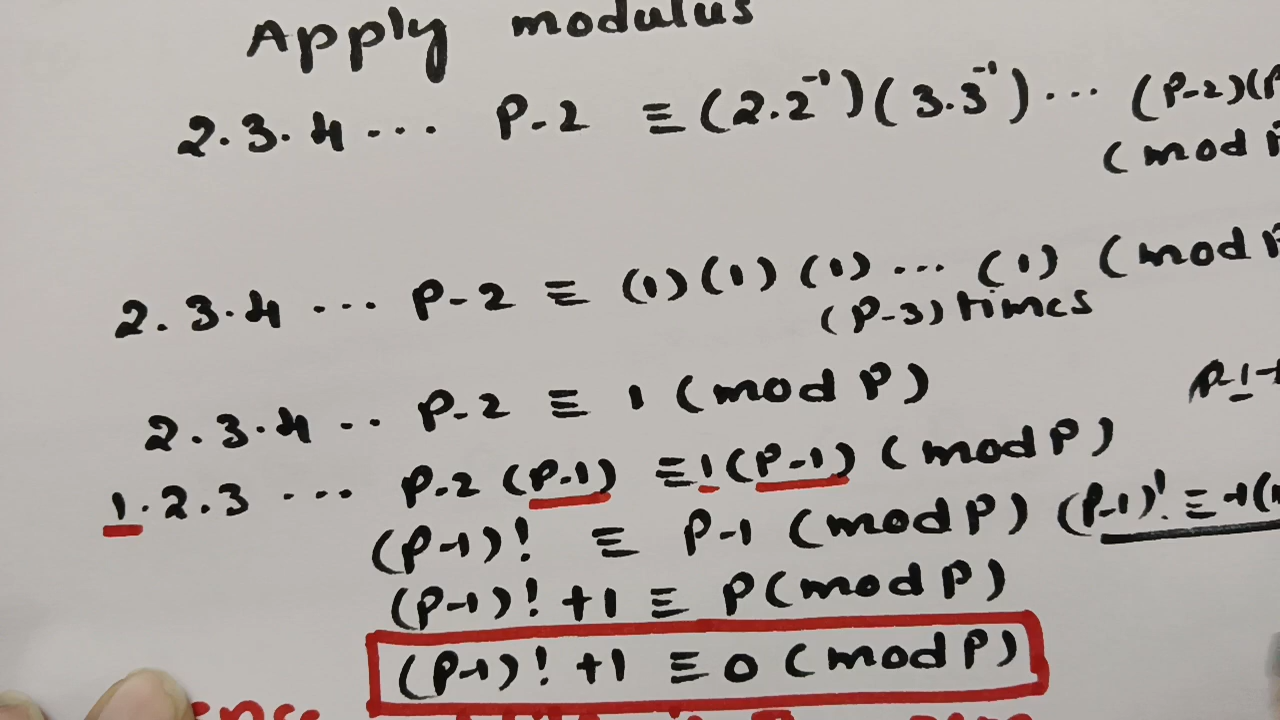 Apply modulus
2.3.4... P-2 ≡ (2.2⁻¹)(3.3⁻¹)... (P-2)(P
(mod P
2.3.4 ... P-2 ≡ (1)(1)(1)... (1) (mod P
(P-3) times
2.3.4... P-2 ≡ 1 (mod P)
P-1+
1.2.3 ... P-2 (P-1) ≡ 1(P-1) (mod P)
(P-1)! ≡ P-1 (mod P) (P-1)! ≡ -1(
(P-1)! +1 ≡ P(mod P)
(P-1)! +1 ≡ 0 (mod P)